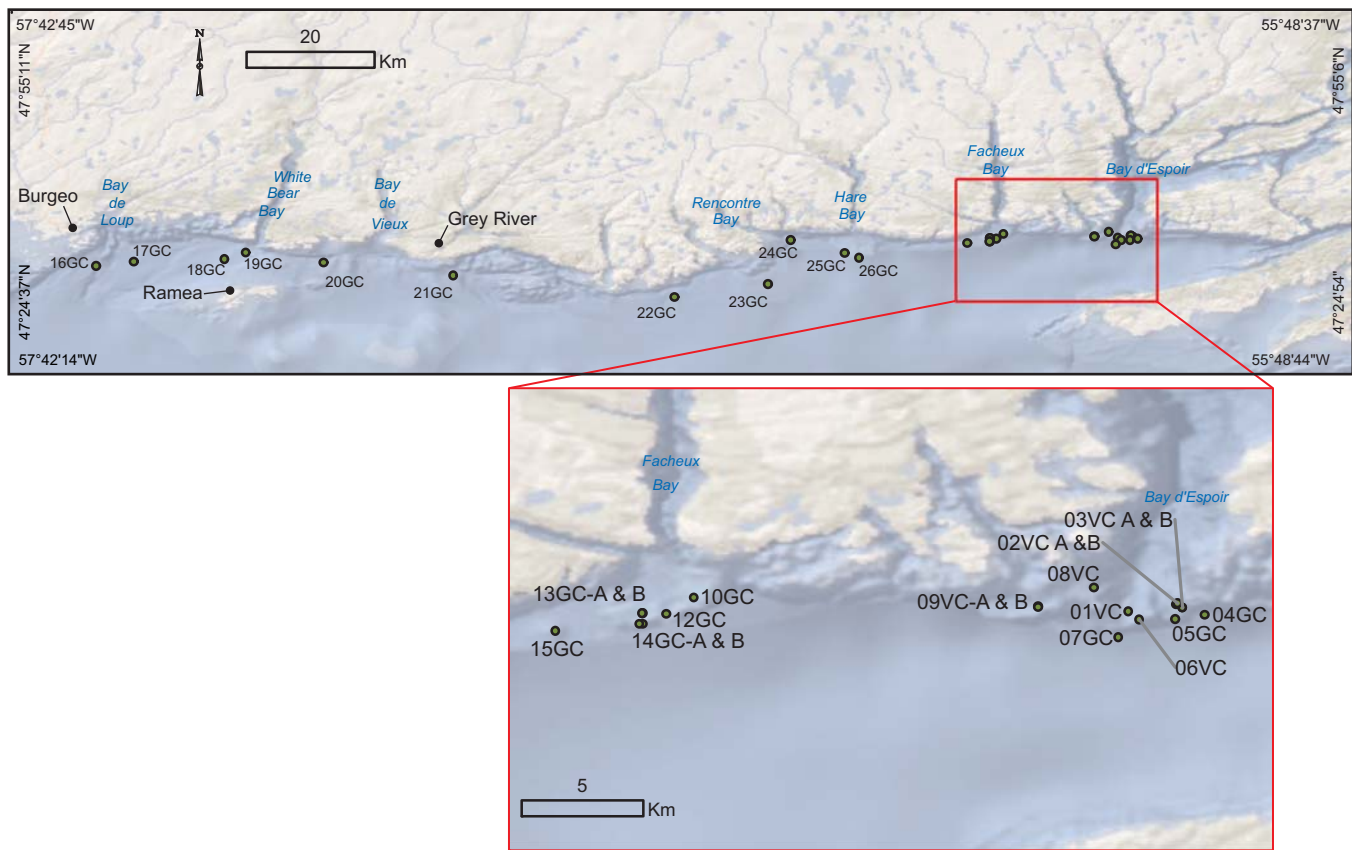 57°42'45"W
55°48'37"W
N
20
Km
47°55'11"N
47°55'6"N
Facheux
Bay
Bay d'Espoir
White
Bear
Bay
Bay
de
Loup
Bay
de
Vieux
Rencontre
Bay
Hare
Bay
Burgeo
Grey River
16GC
17GC
18GC
19GC
20GC
21GC
22GC
23GC
24GC
25GC
26GC
Ramea
47°24'37"N
47°24'54"N
57°42'14"W
55°48'44"W
Facheux
Bay
Bay d'Espoir
03VC A & B
02VC A &B
08VC
13GC-A & B
10GC
09VC-A & B
01VC
04GC
12GC
05GC
15GC
14GC-A & B
07GC
06VC
5
Km